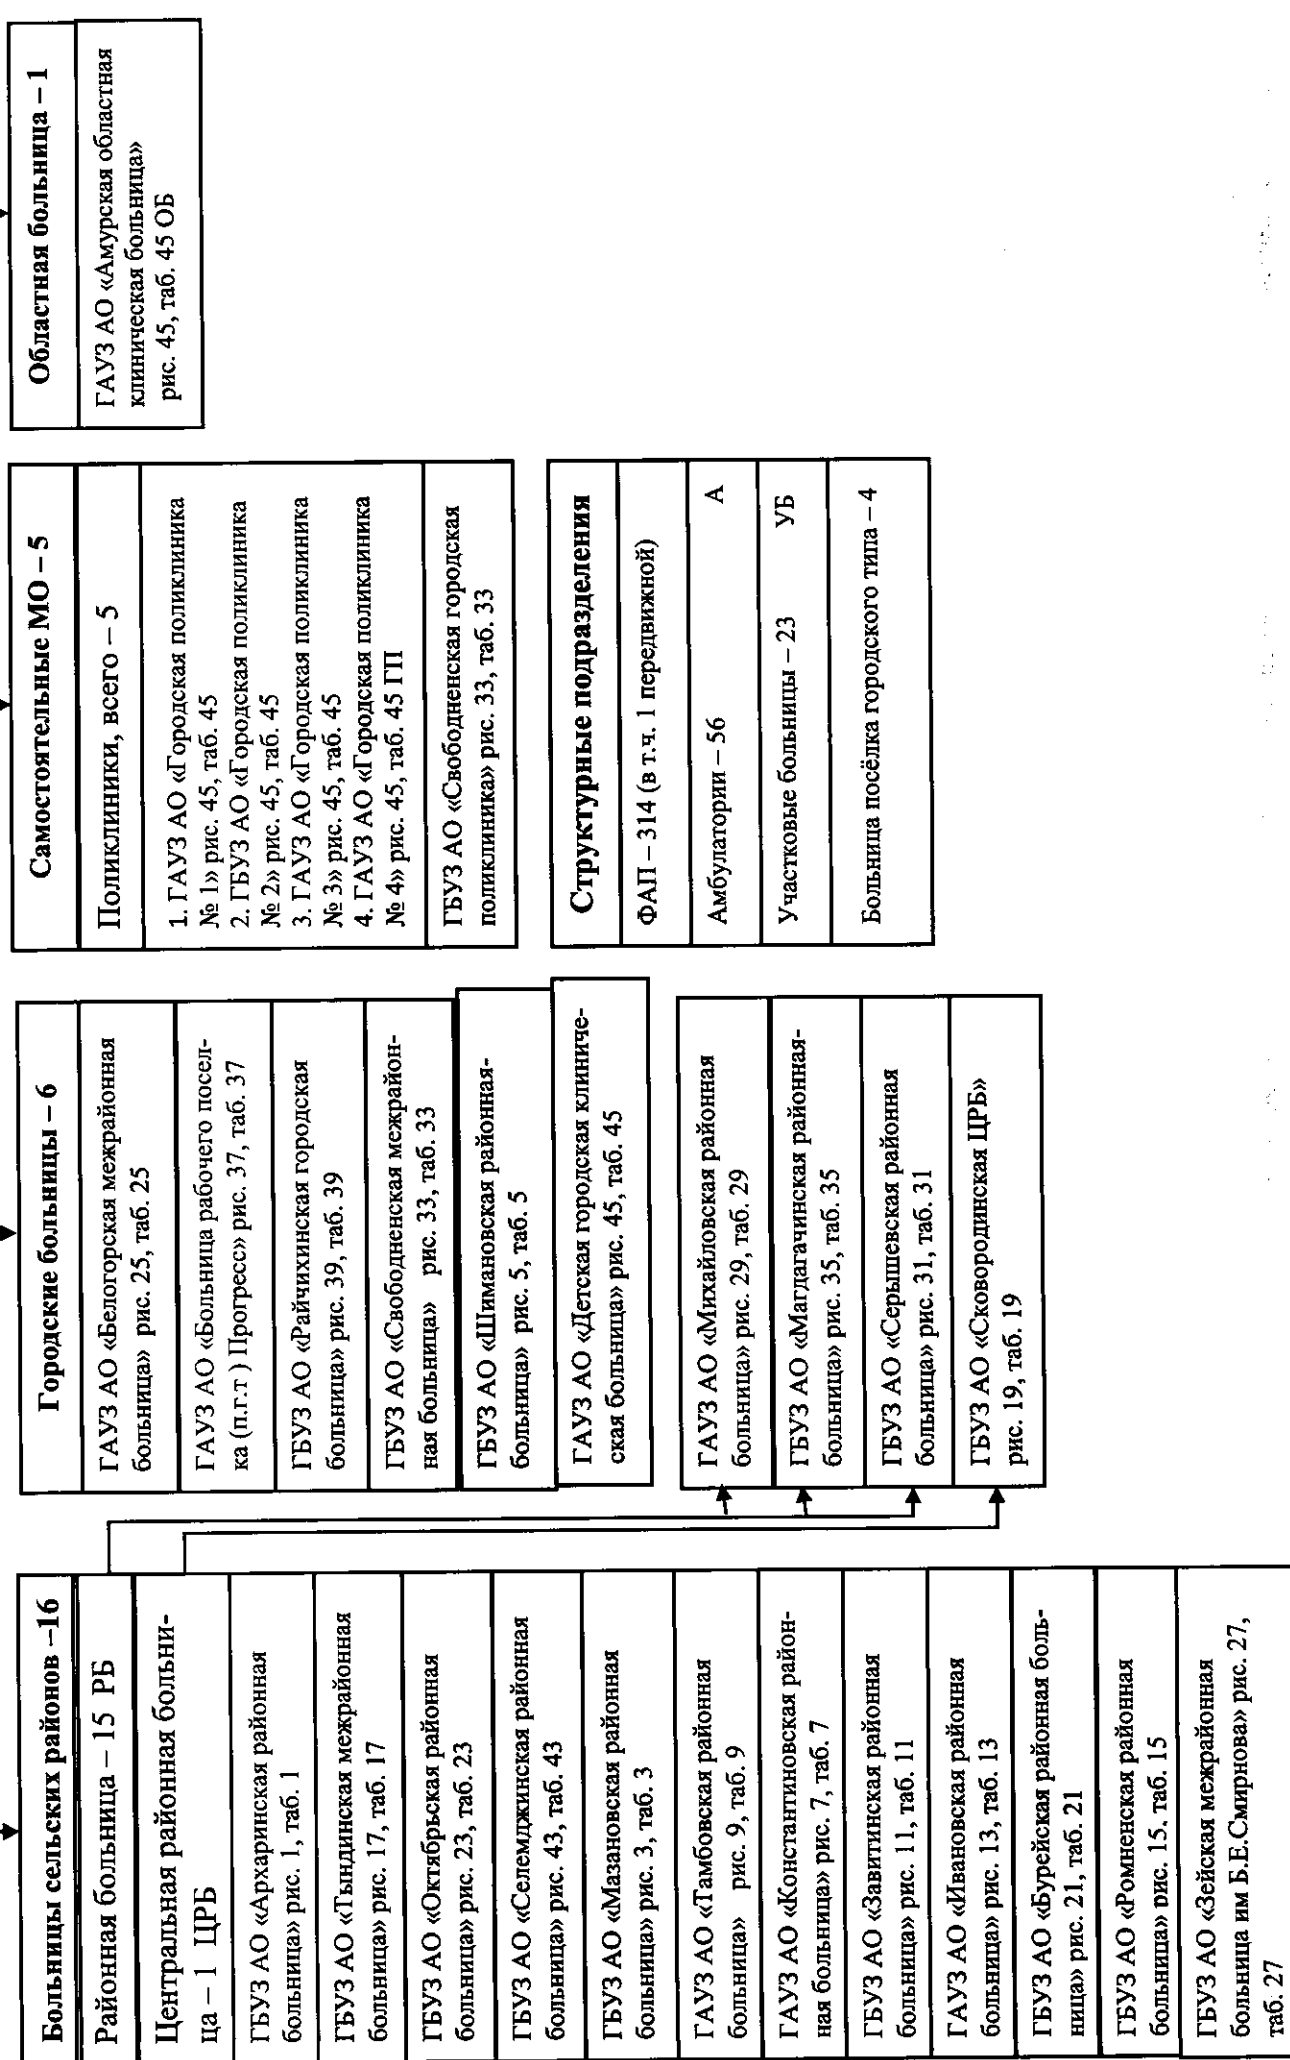 Больницы сельских районов –16
Районная больница – 15 РБ
Центральная районная больни-
ца – 1 ЦРБ
ГБУЗ АО «Архаринская районная
больница» рис. 1, таб. 1
ГБУЗ АО «Тындинская межрайонная
больница» рис. 17, таб. 17
ГБУЗ АО «Октябрьская районная
больница» рис. 23, таб. 23
ГБУЗ АО «Селемджинская районная
больница» рис. 43, таб. 43
ГБУЗ АО «Мазановская районная
больница» рис. 3, таб. 3
ГАУЗ АО «Тамбовская районная
больница» рис. 9, таб. 9
ГАУЗ АО «Константиновская район-
ная больница» рис. 7, таб. 7
ГБУЗ АО «Завитинская районная
больница» рис. 11, таб. 11
ГАУЗ АО «Ивановская районная
больница» рис. 13, таб. 13
ГБУЗ АО «Бурейская районная боль-
ница» рис. 21, таб. 21
ГБУЗ АО «Ромненская районная
больница» рис. 15. таб. 15
ГБУЗ АО «Зейская межрайонная
больница им Б.Е.Смирнова» рис. 27,
таб. 27
Городские больницы – 6
ГАУЗ АО «Белогорская межрайонная
больница» рис. 25, таб. 25
ГАУЗ АО «Больница рабочего посел-
ка (п.г.т ) Прогресс» рис. 37, таб. 37
ГБУЗ АО «Райчихинская городская
больница» рис. 39, таб. 39
ГБУЗ АО «Свободненская межрайон-
ная больница» рис. 33, таб. 33
ГБУЗ АО «Шимановская районная-
больница» рис. 5, таб. 5
ГАУЗ АО «Детская городская клиниче-
ская больница» рис. 45, таб. 45
ГАУЗ АО «Михайловская районная
больница» рис. 29, таб. 29
ГБУЗ АО «Магдагачинская районная-
больница» рис. 35, таб. 35
ГБУЗ АО «Серышевская районная
больница» рис. 31, таб. 31
ГБУЗ АО «Сковородинская ЦРБ»
рис. 19, таб. 19
Самостоятельные МО – 5
Поликлиники, всего – 5
1. ГАУЗ АО «Городская поликлиника
№ 1» рис. 45, таб. 45
2. ГБУЗ АО «Городская поликлиника
№ 2» рис. 45, таб. 45
3. ГАУЗ АО «Городская поликлиника
№ 3» рис. 45, таб. 45
4. ГАУЗ АО «Городская поликлиника
№ 4» рис. 45, таб. 45 ГП
ГБУЗ АО «Свободненская городская
поликлиника» рис. 33, таб. 33
Структурные подразделения
ФАП – 314 (в т.ч. 1 передвижной)
Амбулатории – 56 А
Участковые больницы – 23 УБ
Больница посёлка городского типа – 4
Областная больница – 1
ГАУЗ АО «Амурская областная
клиническая больница»
рис. 45, таб. 45 ОБ